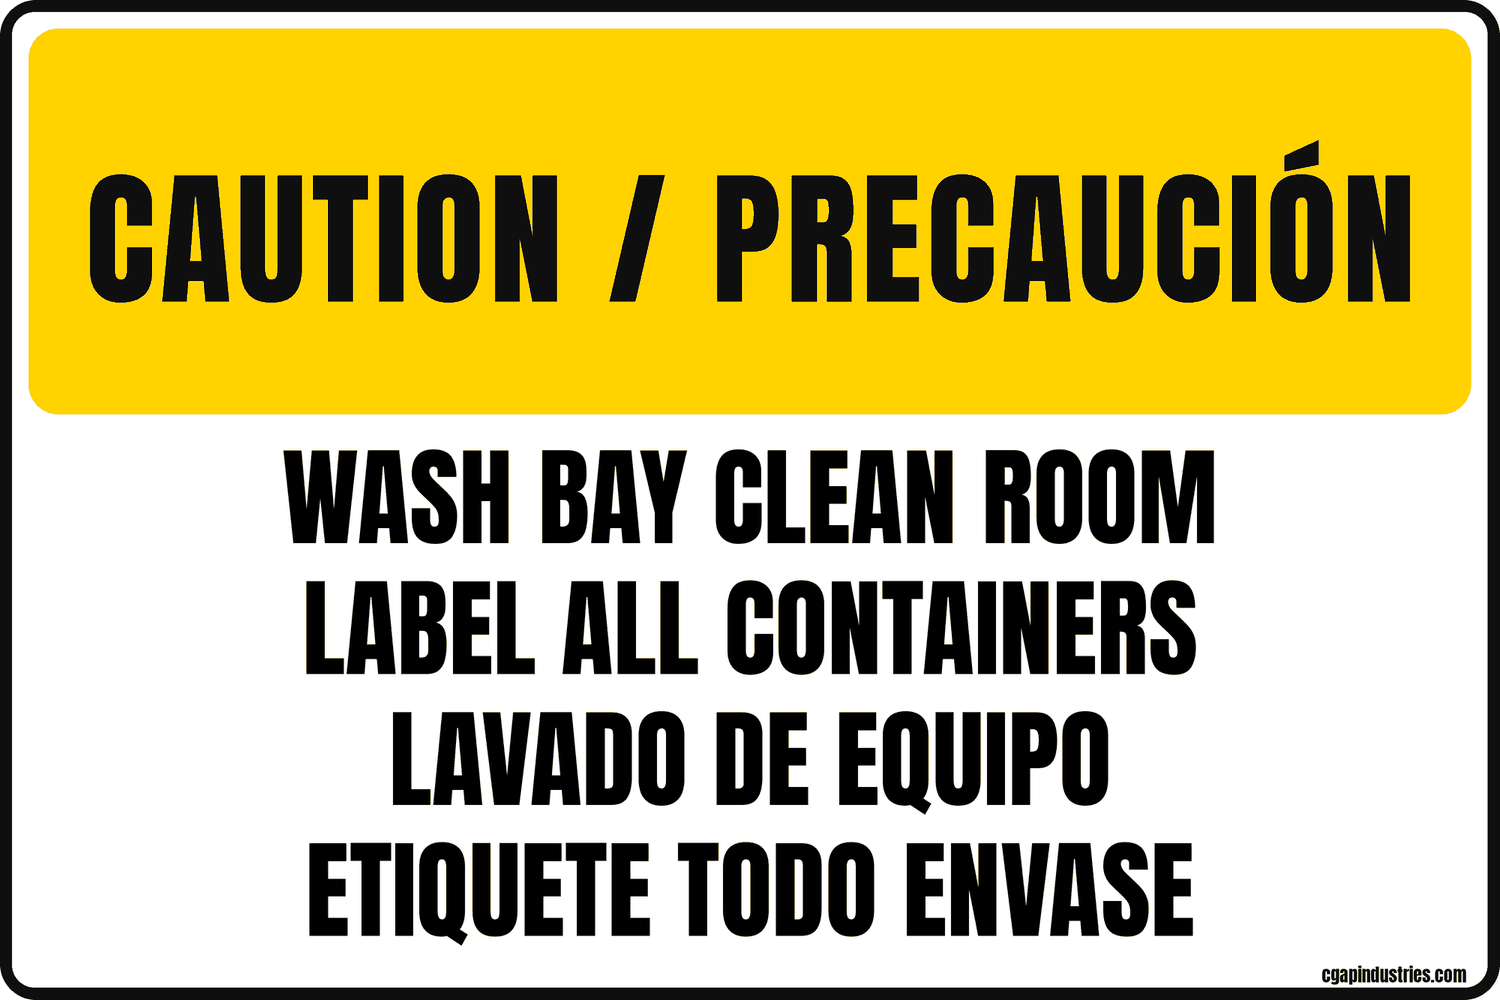 CAUTION / PRECAUCIÓN
WASH BAY CLEAN ROOM
LABEL ALL CONTAINERS
LAVADO DE EQUIPO
ETIQUETE TODO ENVASE
cgapindustries.com